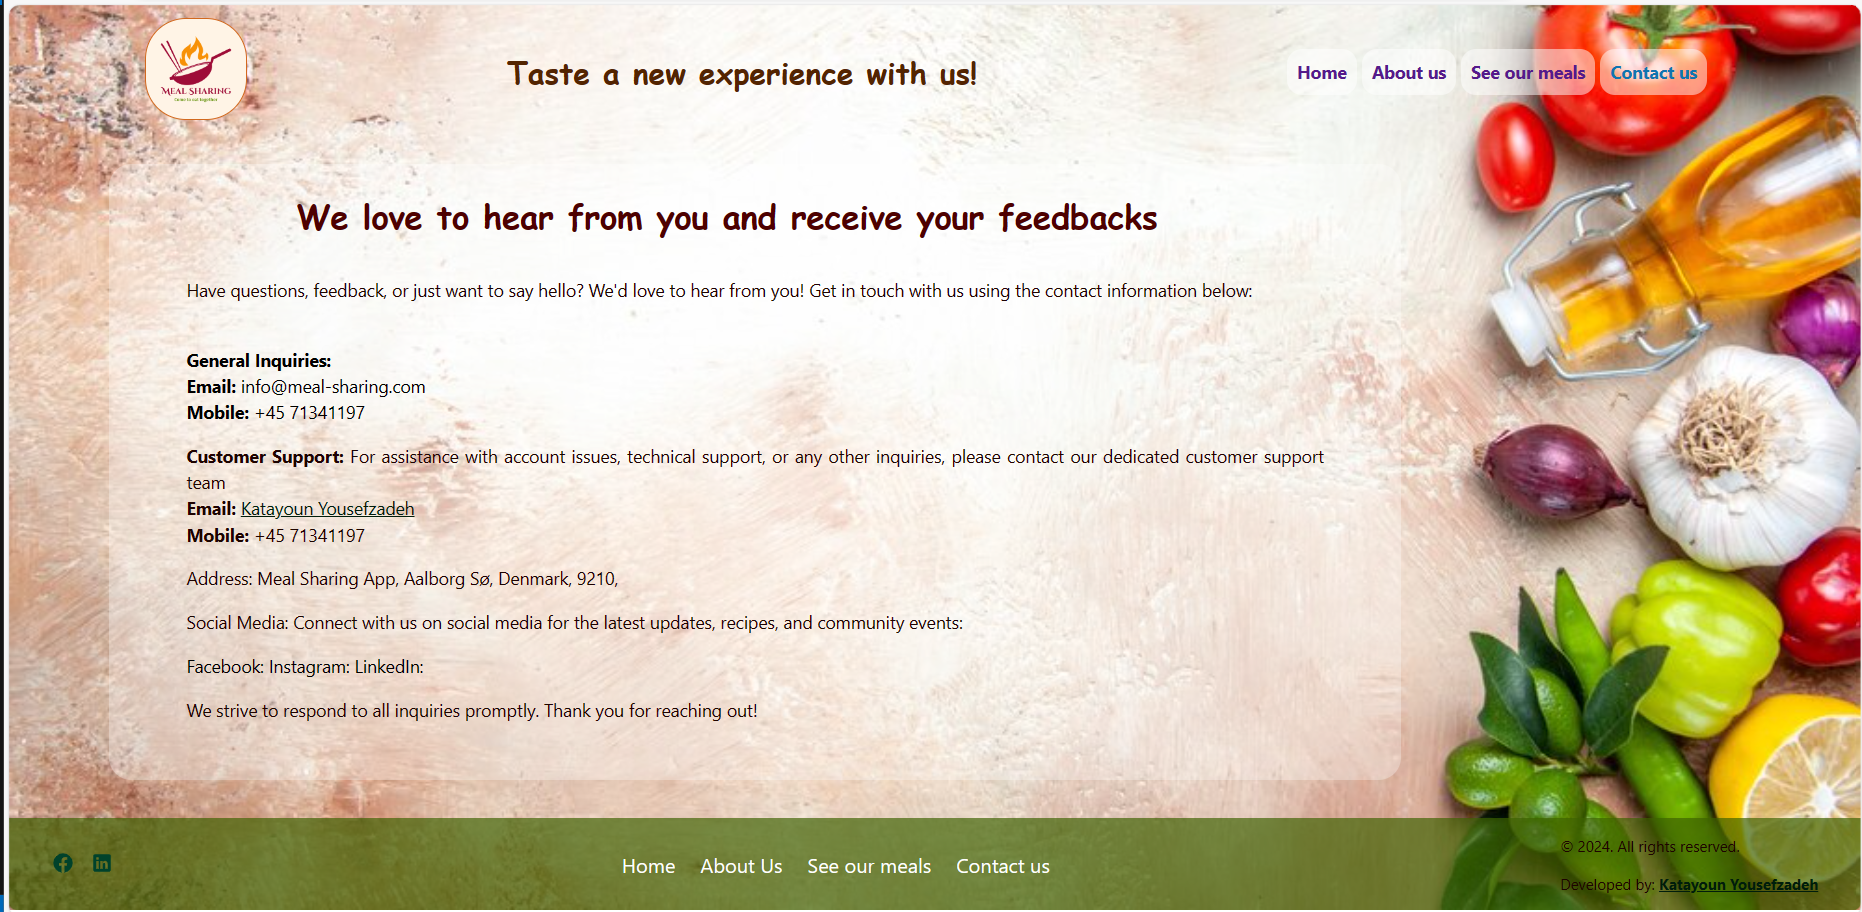 MEAL SHARING
Taste a new experience with us!
Home
About us
See our meals
Contact us
We love to hear from you and receive your feedbacks
Have questions, feedback, or just want to say hello? We'd love to hear from you! Get in touch with us using the contact information below:
General Inquiries:
Email: info@meal-sharing.com
Mobile: +45 71341197
Customer Support: For assistance with account issues, technical support, or any other inquiries, please contact our dedicated customer support
team
Email: Katayoun Yousefzadeh
Mobile: +45 71341197
Address: Meal Sharing App, Aalborg Sø, Denmark, 9210,
Social Media: Connect with us on social media for the latest updates, recipes, and community events:
Facebook: Instagram: LinkedIn:
We strive to respond to all inquiries promptly. Thank you for reaching out!
Home
About Us
See our meals
Contact us
© 2024. All rights reserved.
Developed by: Katayoun Yousefzadeh